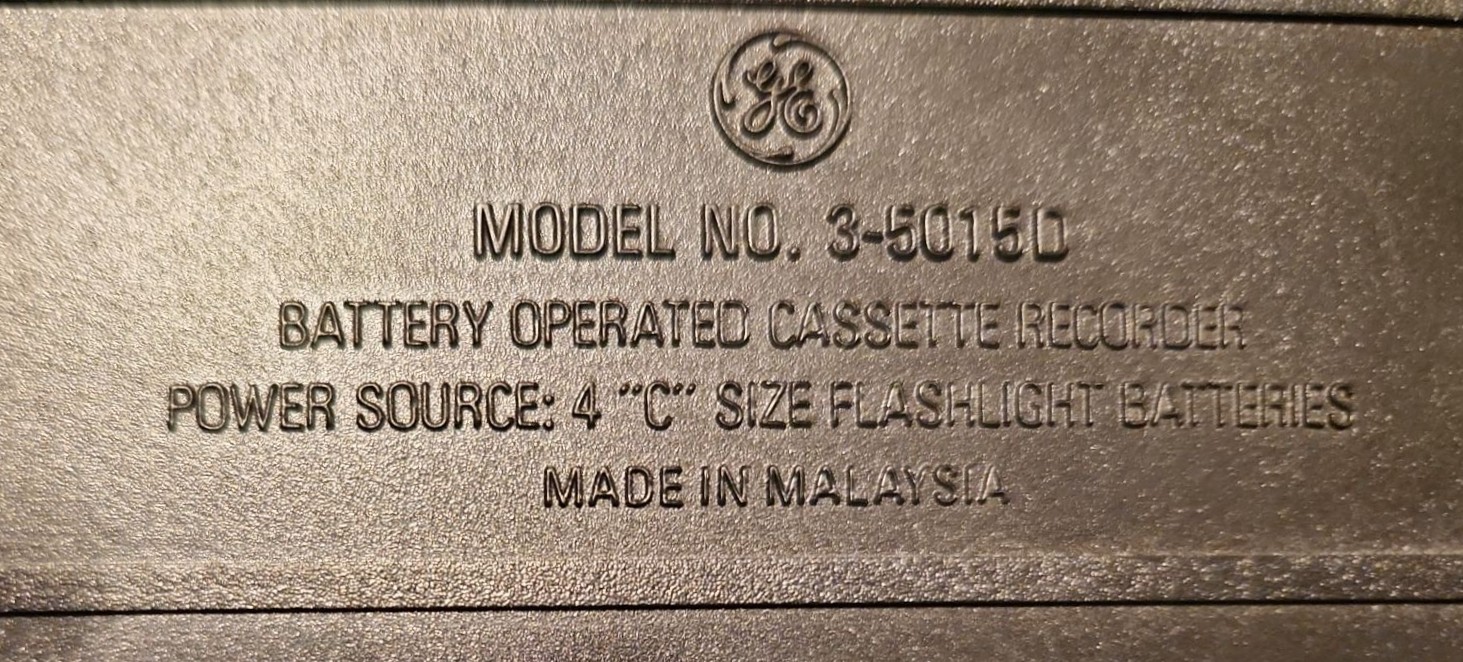 GE
MODEL NO. 3-5015D
BATTERY OPERATED CASSETTE RECORDER
POWER SOURCE: 4 "C" SIZE FLASHLIGHT BATTERIES
MADE IN MALAYSIA